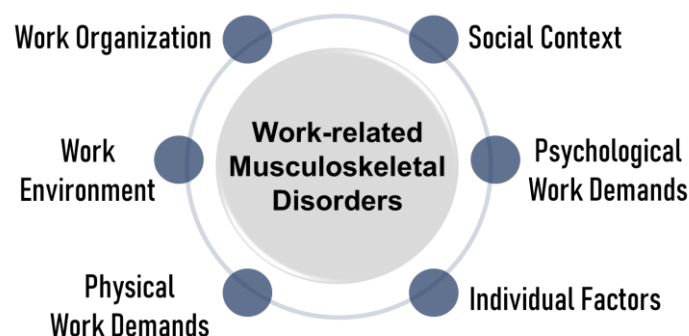 Work Organization
Social Context
Work
Environment
Work-related
Musculoskeletal
Disorders
Psychological
Work Demands
Physical
Work Demands
Individual Factors